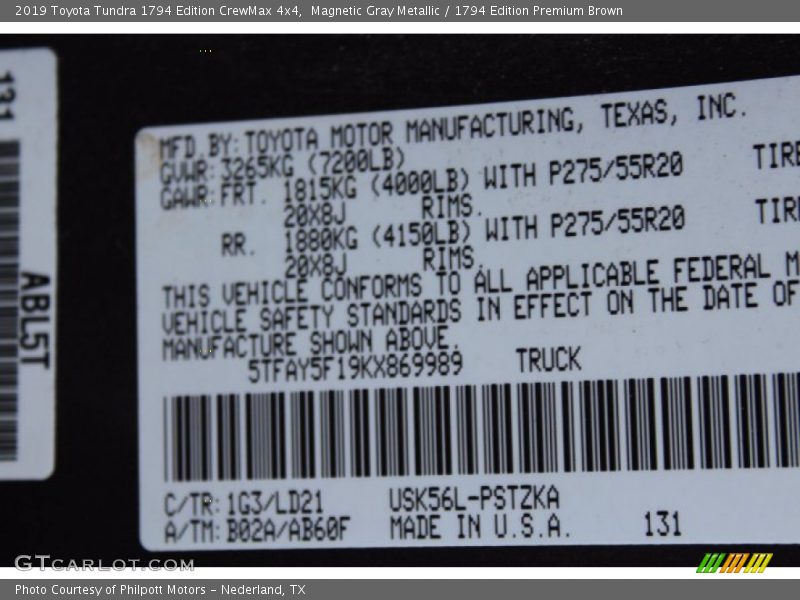 2019 Toyota Tundra 1794 Edition CrewMax 4x4,  Magnetic Gray Metallic / 1794 Edition Premium Brown
131
ABL5T
MFD. BY: TOYOTA MOTOR MANUFACTURING, TEXAS, INC.
GVWR: 3265KG (7200LB)
GAWR: FRT. 1815KG (4000LB) WITH P275/55R20 TIRE
20X8J RIMS.
RR. 1880KG (4150LB) WITH P275/55R20 TIRE
20X8J RIMS.
THIS VEHICLE CONFORMS TO ALL APPLICABLE FEDERAL M
VEHICLE SAFETY STANDARDS IN EFFECT ON THE DATE OF
MANUFACTURE SHOWN ABOVE.
5TFAY5F19KX869989 TRUCK
C/TR: 1G3/LD21 USK56L-PSTZKA
A/TM: B02A/AB60F MADE IN U.S.A. 131
GTCARLOT.COM
Photo Courtesy of Philpott Motors – Nederland, TX